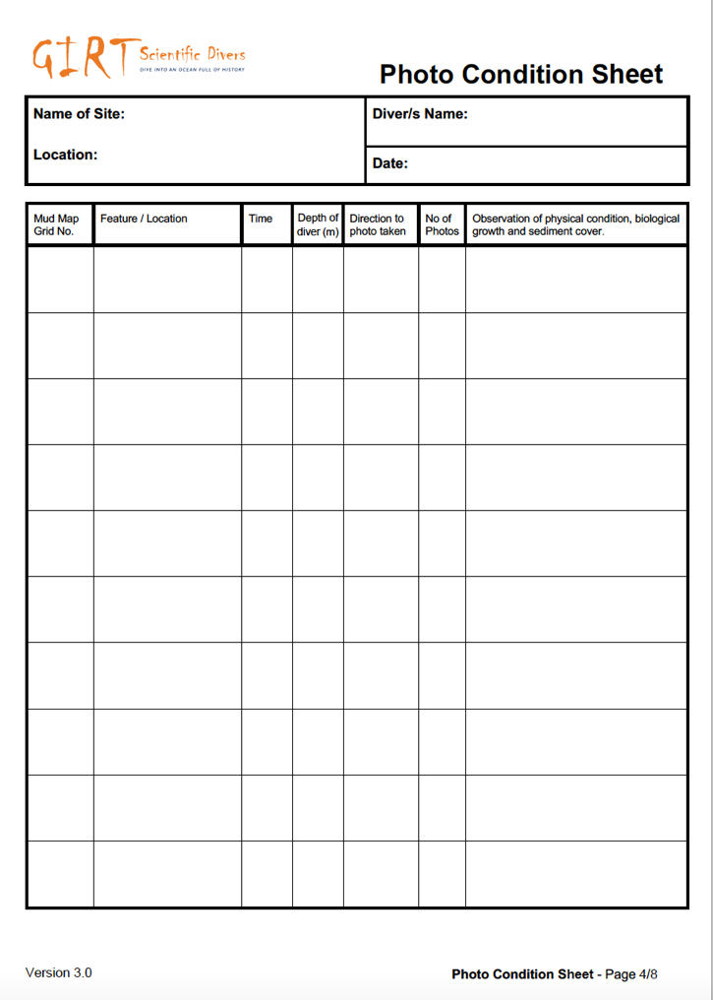 GIRT Scientific Divers
DIVE INTO AN OCEAN FULL OF HISTORY
Photo Condition Sheet
Name of Site:
Location:
Diver/s Name:
Date:
Mud Map
Grid No.
Feature / Location
Time
Depth of
diver (m)
Direction to
photo taken
No of
Photos
Observation of physical condition, biological
growth and sediment cover.
Version 3.0
Photo Condition Sheet - Page 4/8